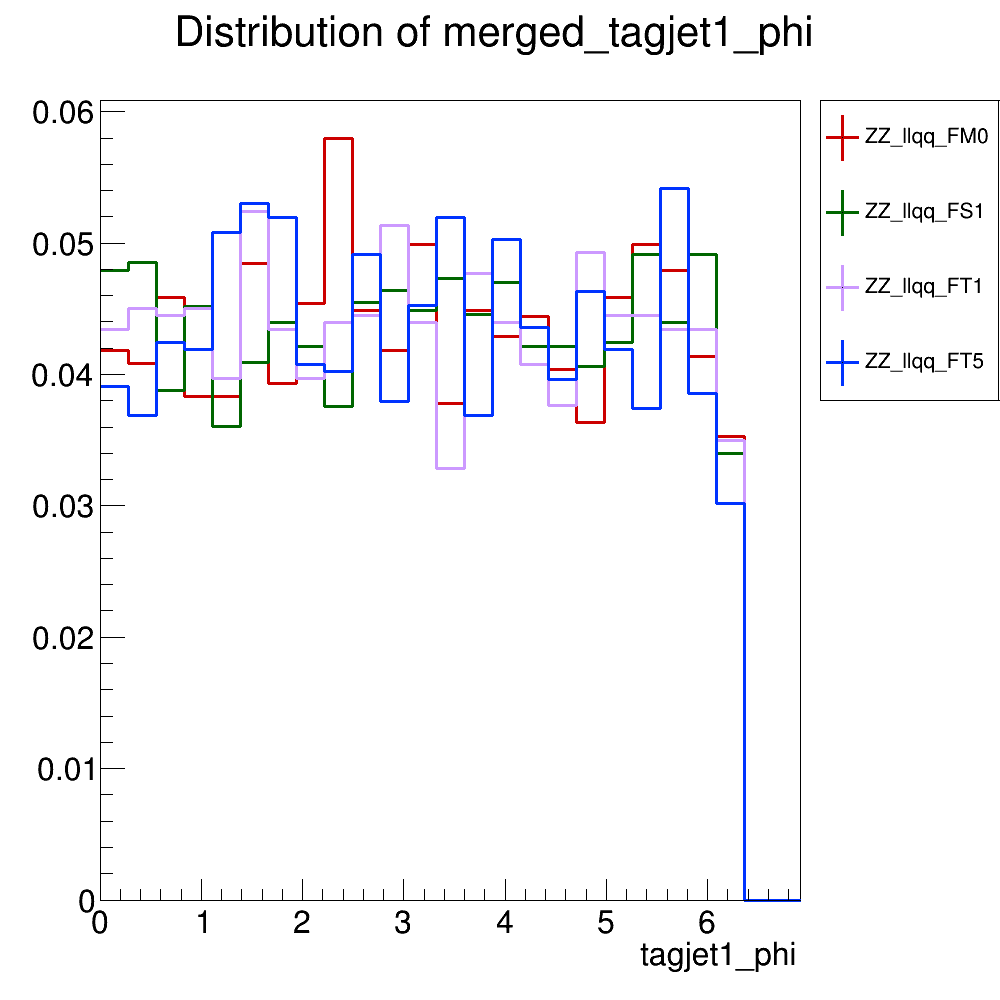 Distribution of merged_tagjet1_phi
0.06
0.05
0.04
0.03
0.02
0.01
0
0 1 2 3 4 5 6
tagjet1_phi
ZZ_llqq_FM0
ZZ_llqq_FS1
ZZ_llqq_FT1
ZZ_llqq_FT5